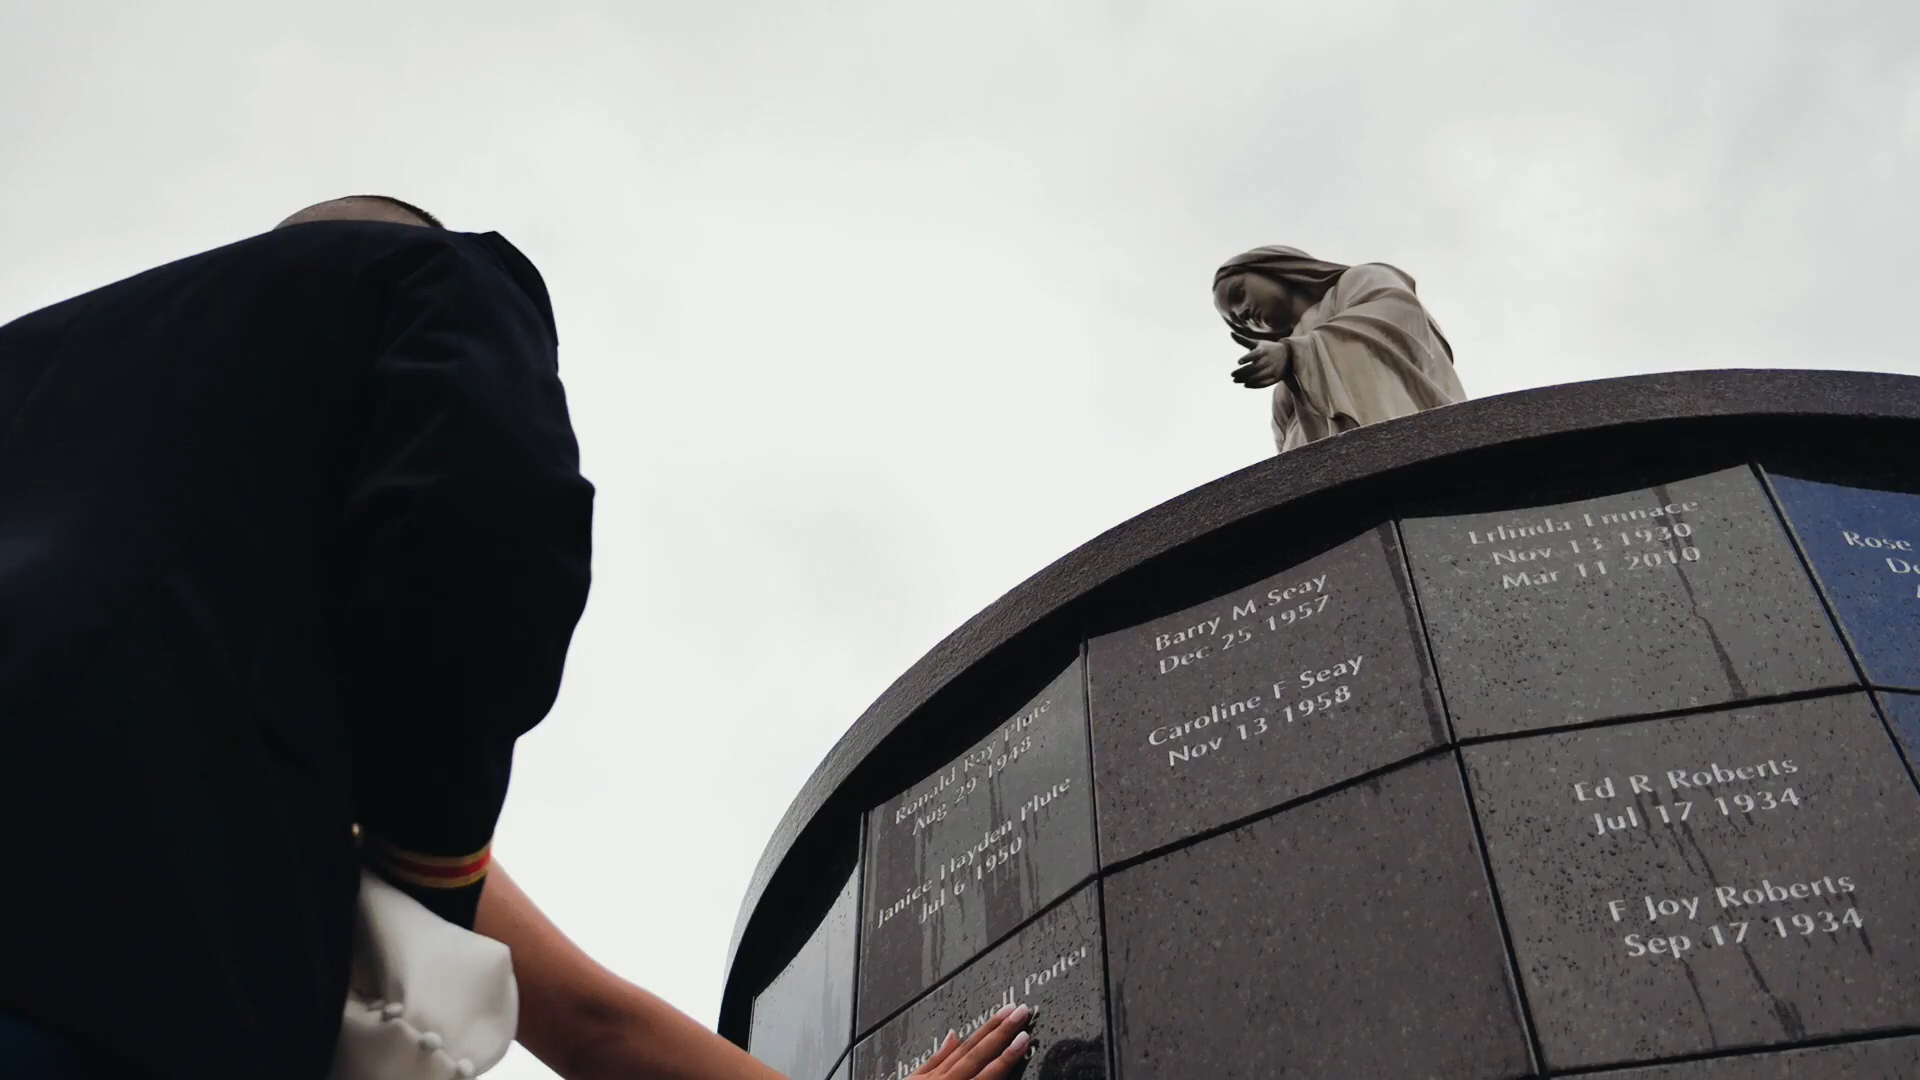 Ronald Ray Plute
Aug 29 1948
Janice Hayden Plute
Jul 6 1950
Lowell Porter
Barry M Seay
Dec 25 1957
Caroline F Seay
Nov 13 1958
Erlinda
Nov 13 1930
Mar 11 2010
Ed R Roberts
Jul 17 1934
F Joy Roberts
Sep 17 1934
Rose